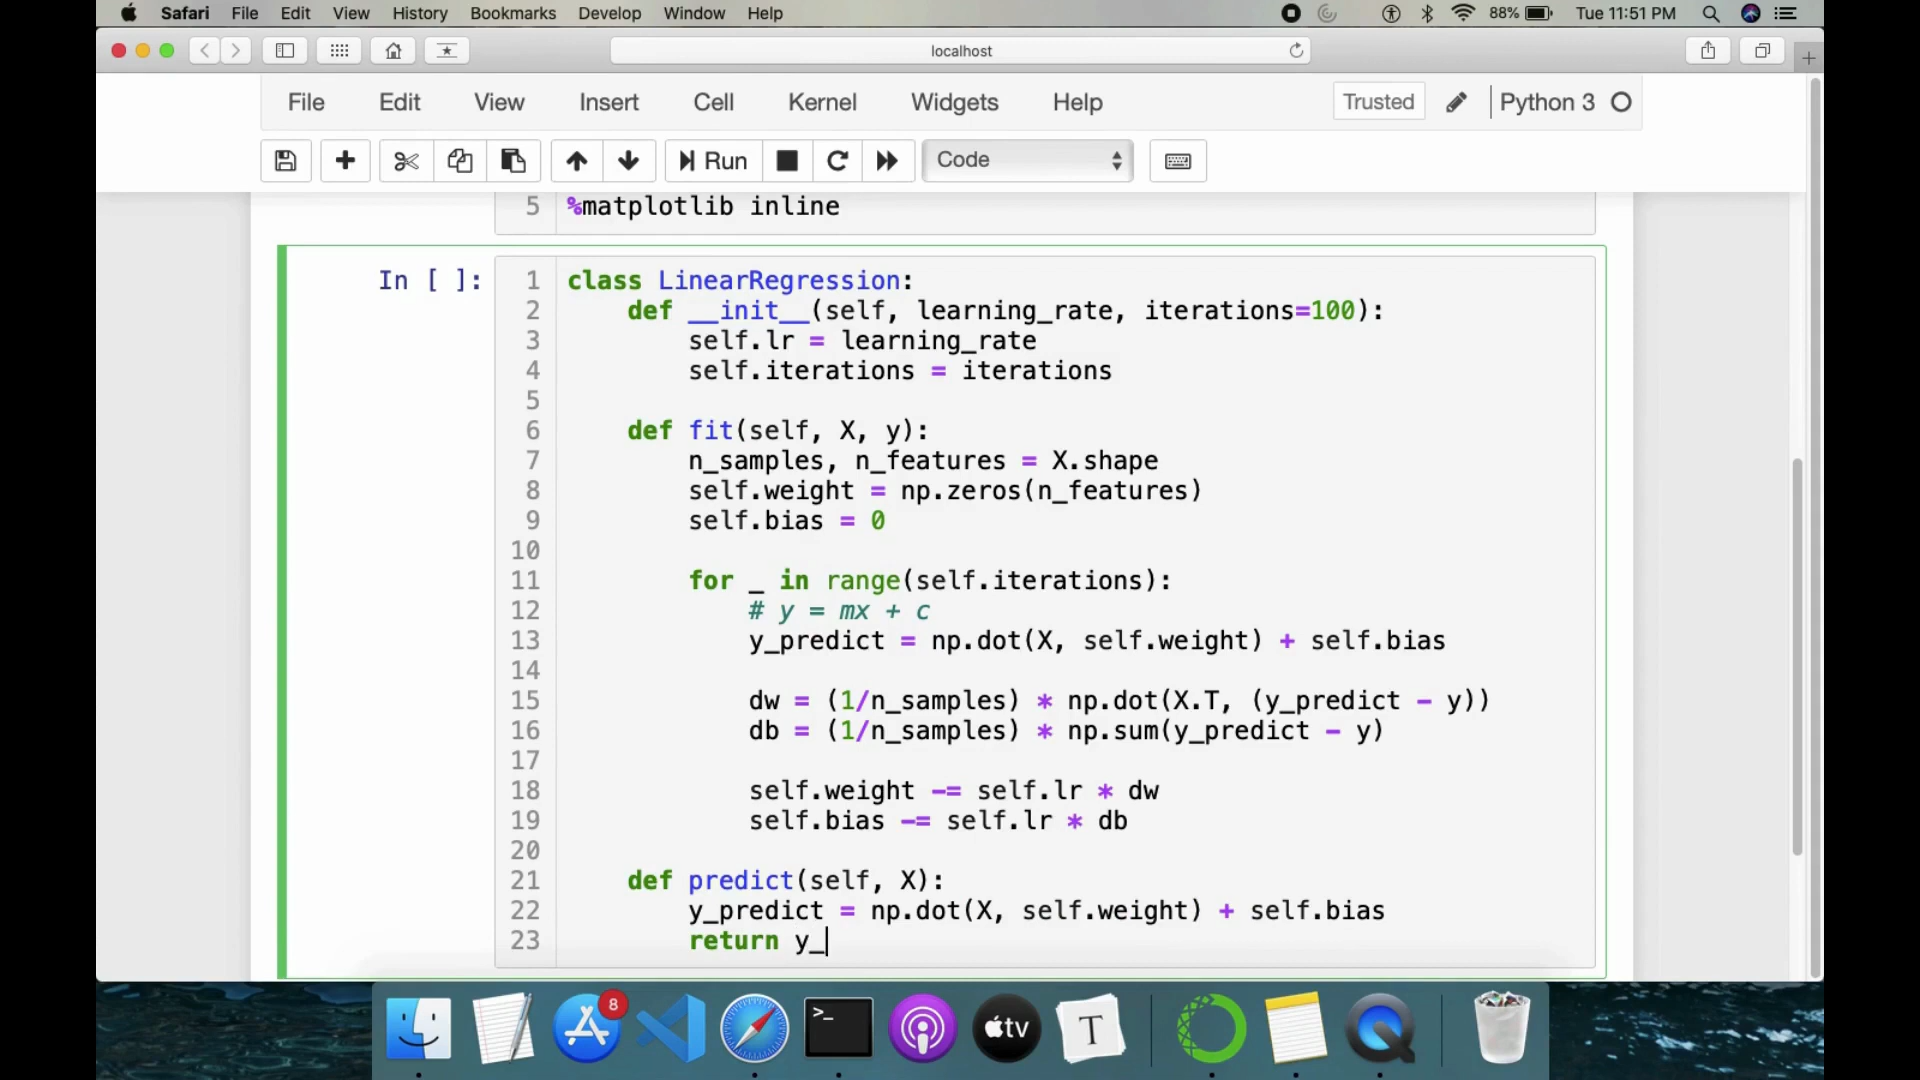 Safari File Edit View History Bookmarks Develop Window Help 88% Tue 11:51 PM
localhost
File Edit View Insert Cell Kernel Widgets Help Trusted Python 3
Run Code
5 %matplotlib inline
In [ ]:
1 class LinearRegression:
2     def __init__(self, learning_rate, iterations=100):
3         self.lr = learning_rate
4         self.iterations = iterations
5
6     def fit(self, X, y):
7         n_samples, n_features = X.shape
8         self.weight = np.zeros(n_features)
9         self.bias = 0
10
11         for _ in range(self.iterations):
12             # y = mx + c
13             y_predict = np.dot(X, self.weight) + self.bias
14
15             dw = (1/n_samples) * np.dot(X.T, (y_predict - y))
16             db = (1/n_samples) * np.sum(y_predict - y)
17
18             self.weight -= self.lr * dw
19             self.bias -= self.lr * db
20
21     def predict(self, X):
22         y_predict = np.dot(X, self.weight) + self.bias
23         return y_
8
>_
tv
T